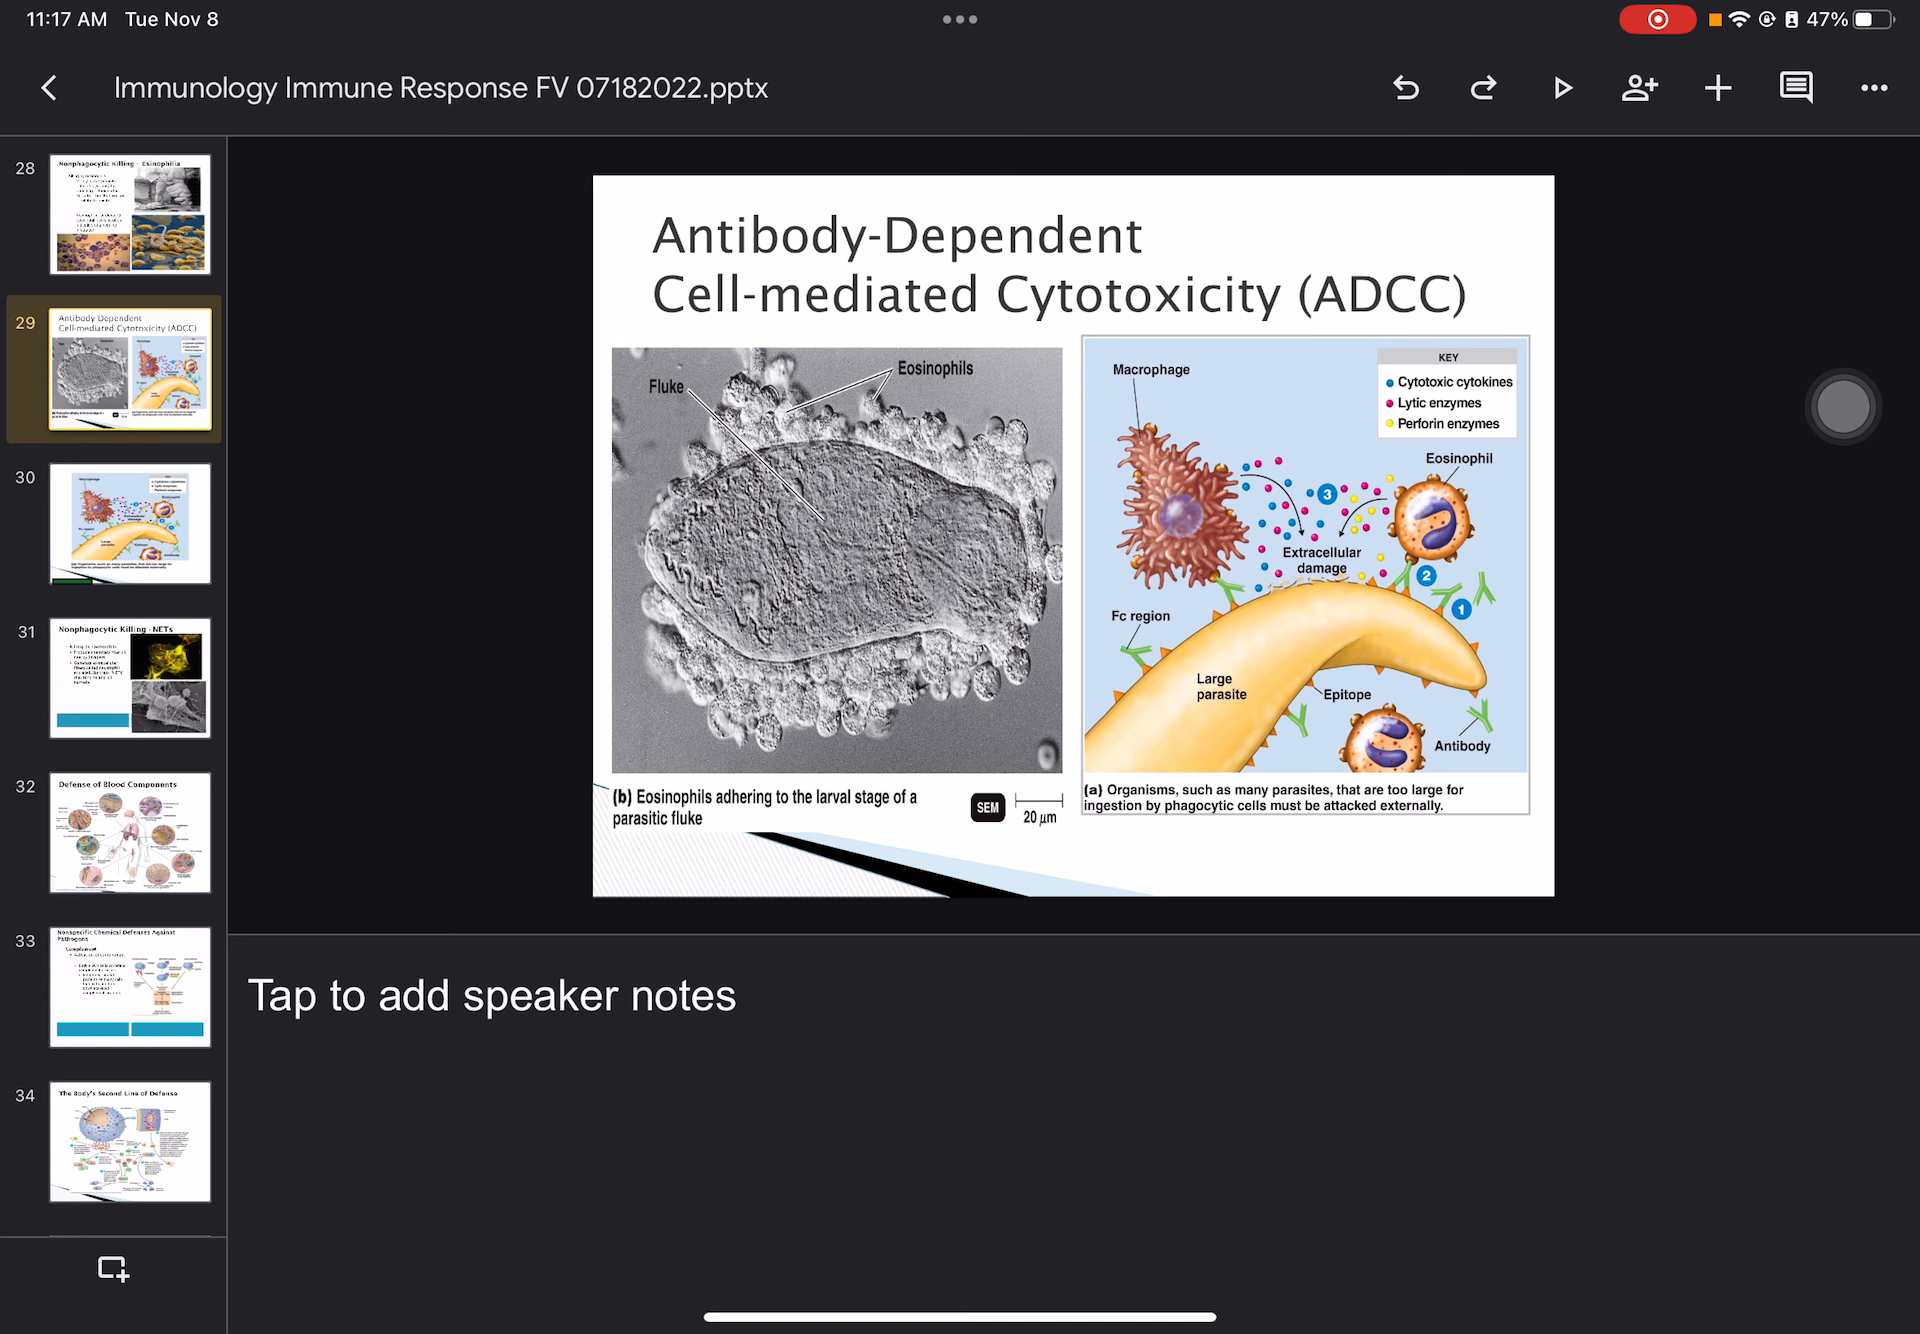 11:17 AM Tue Nov 8
47%
Immunology Immune Response FV 07182022.pptx
28
Nonphagocytic Killing - Esinophilia
29
Antibody Dependent
Cell-mediated Cytotoxicity (ADCC)
30
31
Nonphagocytic Killing - NETs
32
Defense of Blood Components
33
Nonspecific Chemical Defenses Against
Pathogens
Complement
34
The Body's Second Line of Defense
Antibody-Dependent
Cell-mediated Cytotoxicity (ADCC)
Fluke
Eosinophils
(b) Eosinophils adhering to the larval stage of a
parasitic fluke
SEM
20 µm
Macrophage
KEY
Cytotoxic cytokines
Lytic enzymes
Perforin enzymes
Eosinophil
3
Extracellular
damage
2
1
Fc region
Large
parasite
Epitope
Antibody
(a) Organisms, such as many parasites, that are too large for
ingestion by phagocytic cells must be attacked externally.
Tap to add speaker notes